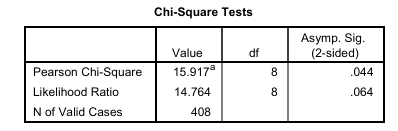 Chi-Square Tests
Value df Asymp. Sig. (2-sided)
Pearson Chi-Square 15.917a 8 .044
Likelihood Ratio 14.764 8 .064
N of Valid Cases 408